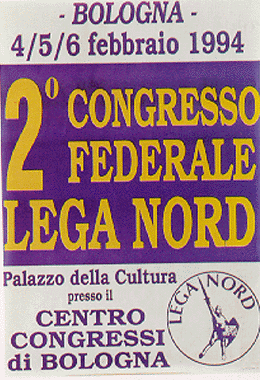 - BOLOGNA -
4/5/6 febbraio 1994
2° CONGRESSO
FEDERALE
LEGA NORD
Palazzo della Cultura
presso il
CENTRO
CONGRESSI
di BOLOGNA
LEGA NORD